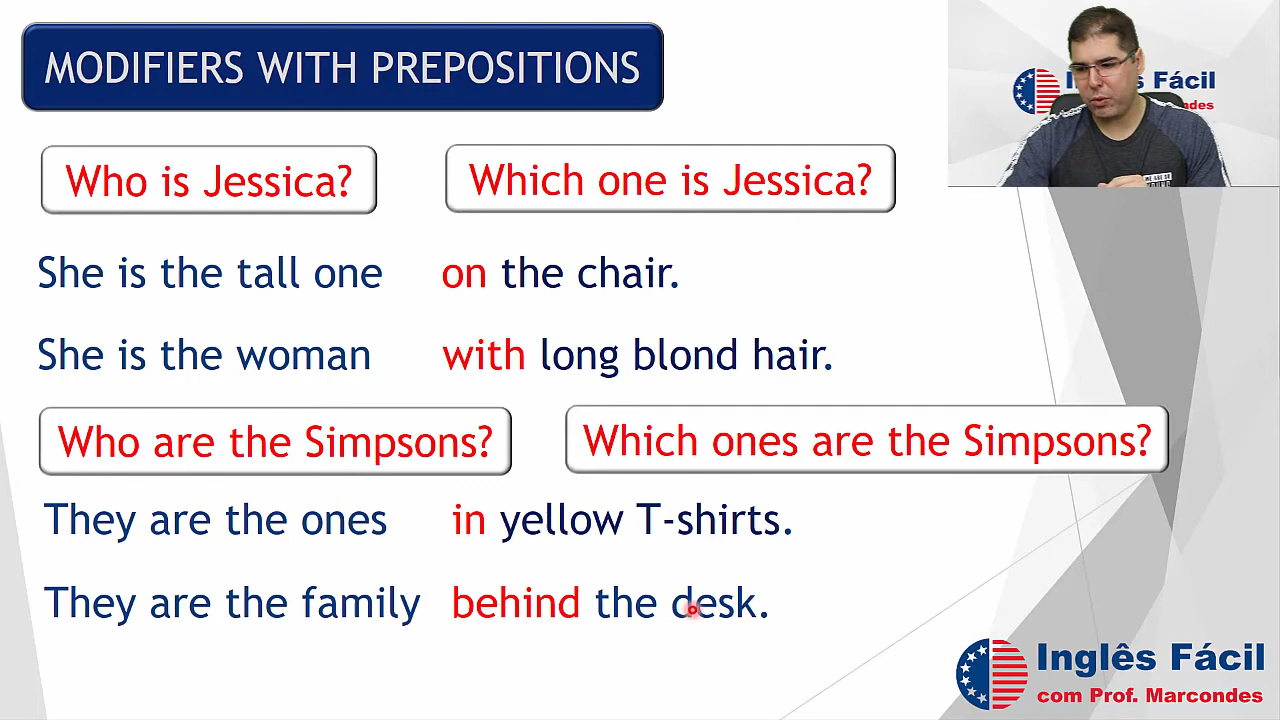 MODIFIERS WITH PREPOSITIONS
Fácil
Who is Jessica? Which one is Jessica?
She is the tall one on the chair.
She is the woman with long blond hair.
Who are the Simpsons? Which ones are the Simpsons?
They are the ones in yellow T-shirts.
They are the family behind the desk.
Inglês Fácil
com Prof. Marcondes